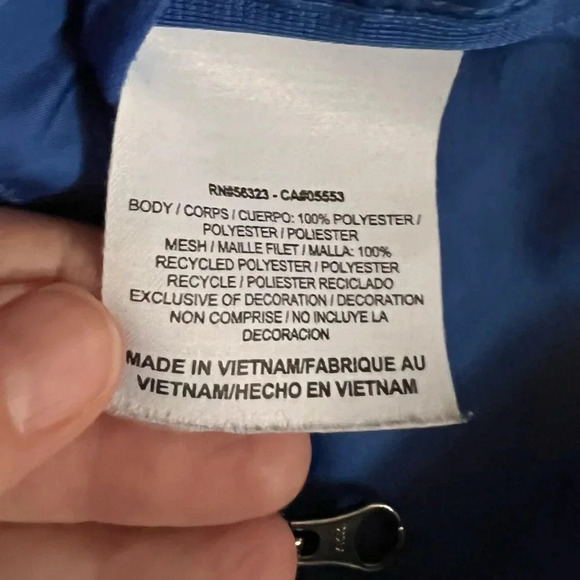 RN#56323 - CA#05553
BODY / CORPS / CUERPO: 100% POLYESTER /
POLYESTER / POLIESTER
MESH / MAILLE FILET / MALLA: 100%
RECYCLED POLYESTER / POLYESTER
RECYCLE / POLIESTER RECICLADO
EXCLUSIVE OF DECORATION / DECORATION
NON COMPRISE / NO INCLUYE LA
DECORACION
MADE IN VIETNAM/FABRIQUE AU
VIETNAM/HECHO EN VIETNAM